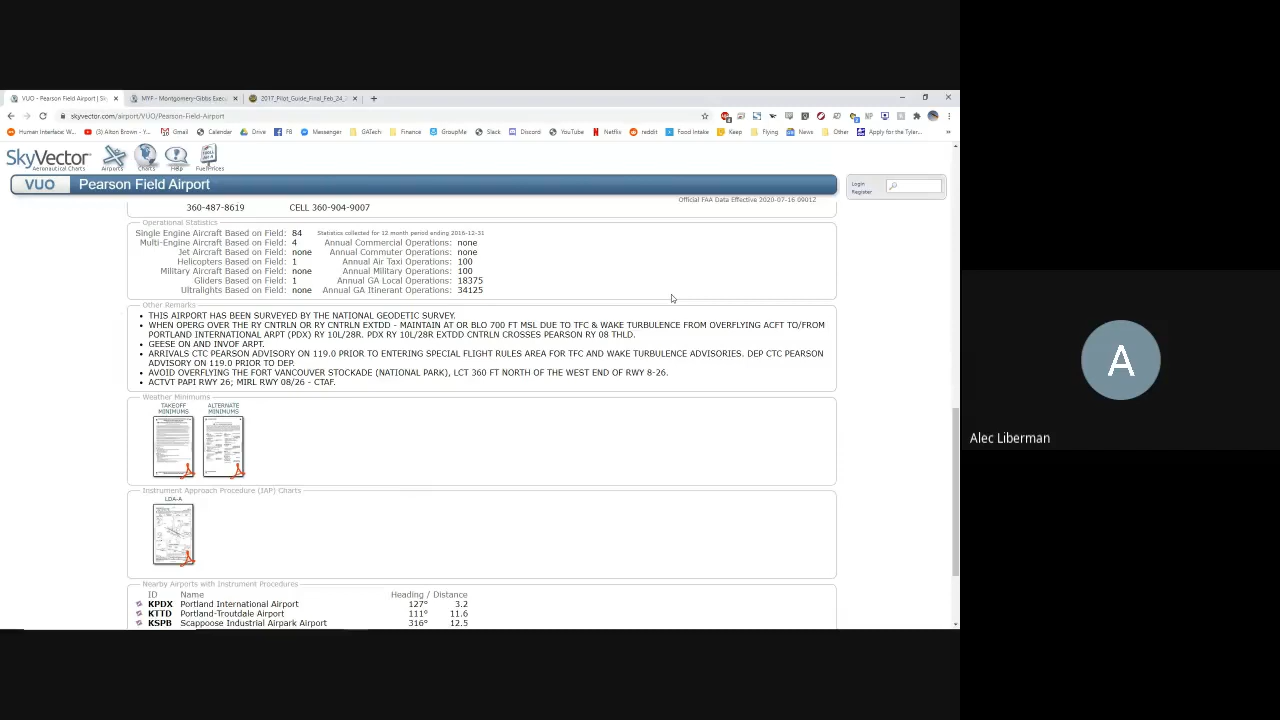 VUO - Pearson Field Airport | Sk
MYF - Montgomery-Gibbs Exec
2017_Pilot_Guide_Final_Feb_24_
skyvector.com/airport/VUO/Pearson-Field-Airport
Human Interface: W... (3) Alton Brown - Y... Gmail Calendar Drive FB Messenger GATech Finance GroupMe Slack Discord YouTube Netflix reddit Food Intake Keep Flying News Other Apply for the Tyler...
SkyVector
Aeronautical Charts
Airports Charts Help FuelPrices
VUO Pearson Field Airport
Login
Register
360-487-8619 CELL 360-904-9007
Official FAA Data Effective 2020-07-16 0901Z
Operational Statistics
Single Engine Aircraft Based on Field: 84 Statistics collected for 12 month period ending 2016-12-31
Multi-Engine Aircraft Based on Field: 4 Annual Commercial Operations: none
Jet Aircraft Based on Field: none Annual Commuter Operations: none
Helicopters Based on Field: 1 Annual Air Taxi Operations: 100
Military Aircraft Based on Field: none Annual Military Operations: 100
Gliders Based on Field: 1 Annual GA Local Operations: 18375
Ultralights Based on Field: none Annual GA Itinerant Operations: 34125
Other Remarks
• THIS AIRPORT HAS BEEN SURVEYED BY THE NATIONAL GEODETIC SURVEY.
• WHEN OPERG OVER THE RY CNTRLN OR RY CNTRLN EXTDD - MAINTAIN AT OR BLO 700 FT MSL DUE TO TFC & WAKE TURBULENCE FROM OVERFLYING ACFT TO/FROM
PORTLAND INTERNATIONAL ARPT (PDX) RY 10L/28R. PDX RY 10L/28R EXTDD CNTRLN CROSSES PEARSON RY 08 THLD.
• GEESE ON AND INVOF ARPT.
• ARRIVALS CTC PEARSON ADVISORY ON 119.0 PRIOR TO ENTERING SPECIAL FLIGHT RULES AREA FOR TFC AND WAKE TURBULENCE ADVISORIES. DEP CTC PEARSON
ADVISORY ON 119.0 PRIOR TO DEP.
• AVOID OVERFLYING THE FORT VANCOUVER STOCKADE (NATIONAL PARK), LCT 360 FT NORTH OF THE WEST END OF RWY 8-26.
• ACTVT PAPI RWY 26; MIRL RWY 08/26 - CTAF.
Weather Minimums
TAKEOFF
MINIMUMS
ALTERNATE
MINIMUMS
Instrument Approach Procedure (IAP) Charts
LDA-A
Nearby Airports with Instrument Procedures
ID Name Heading / Distance
KPDX Portland International Airport 127° 3.2
KTTD Portland-Troutdale Airport 111° 11.6
KSPB Scappoose Industrial Airpark Airport 316° 12.5
A
Alec Liberman